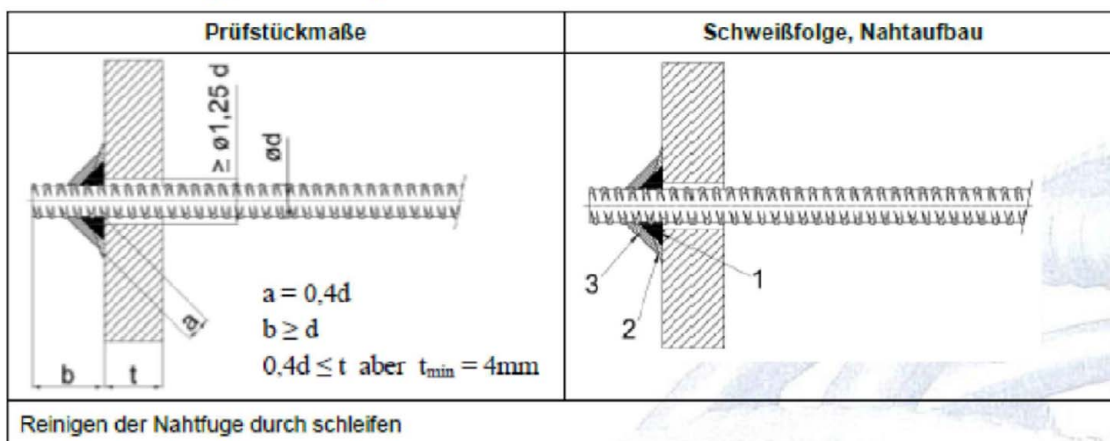 Prüfstückmaße
Schweißfolge, Nahtaufbau
≥ ø1,25 d
ød
a = 0,4d
b ≥ d
0,4d ≤ t aber tmin = 4mm
a
b
t
1
2
3
Reinigen der Nahtfuge durch schleifen